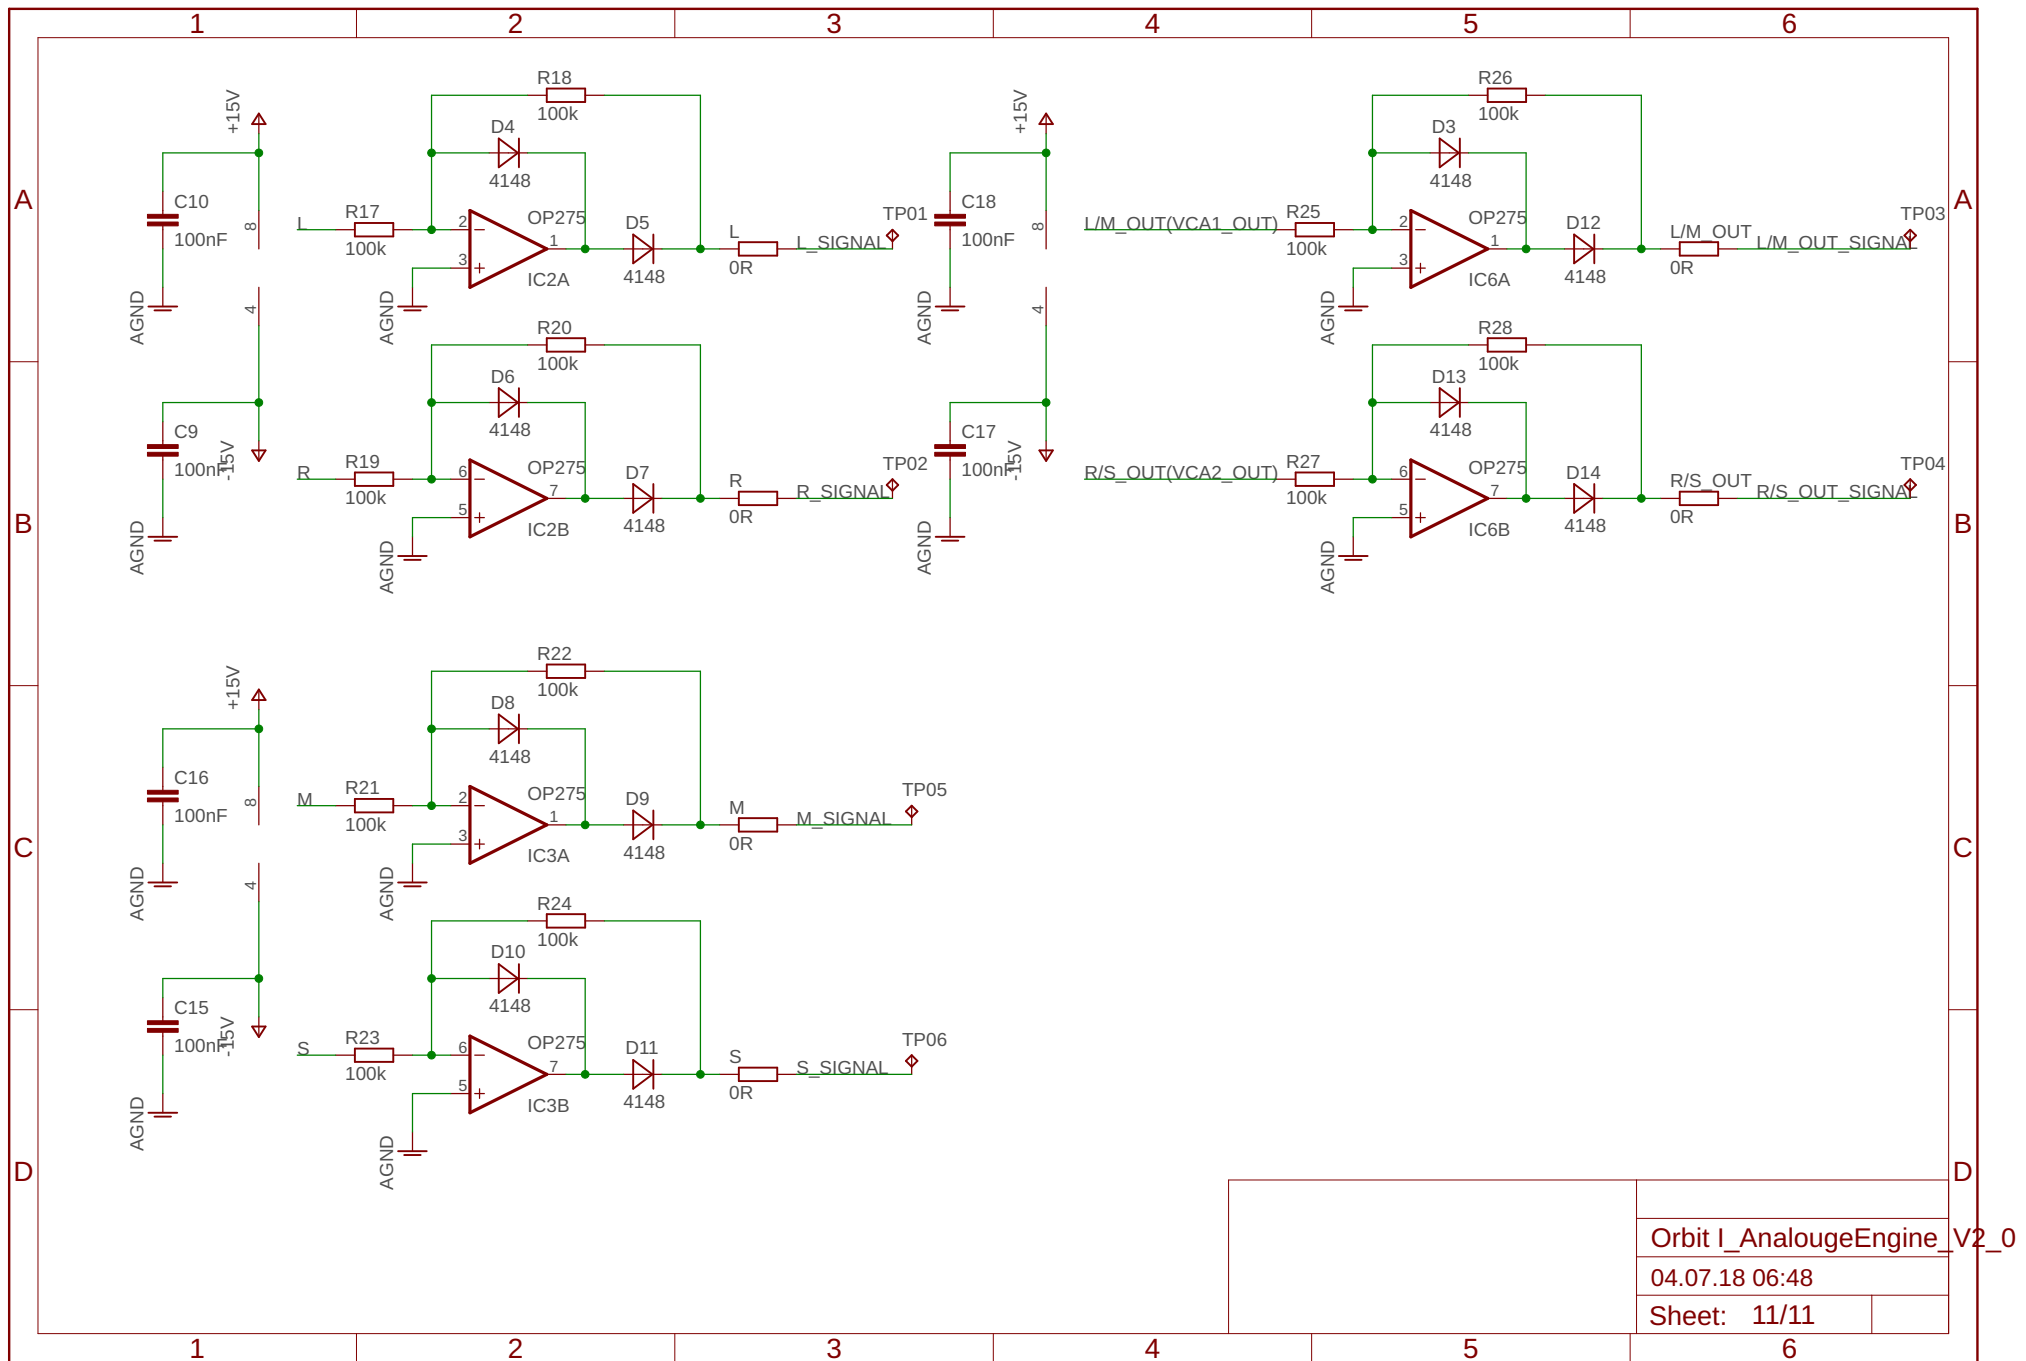 1 2 3 4 5 6
A
A
B
B
C
C
D
D
+15V
C10
100nF
AGND
8
4
C9
100nF
-15V
AGND
L
R17
100k
R18
100k
D4
4148
2
3
1
OP275
IC2A
AGND
D5
4148
L
0R
L_SIGNAL
TP01
R
R19
100k
R20
100k
D6
4148
6
5
7
OP275
IC2B
AGND
D7
4148
R
0R
R_SIGNAL
TP02
+15V
C18
100nF
AGND
8
4
C17
100nF
-15V
AGND
L/M_OUT(VCA1_OUT)
R25
100k
R26
100k
D3
4148
2
3
1
OP275
IC6A
AGND
D12
4148
L/M_OUT
0R
L/M_OUT_SIGNAL
TP03
R/S_OUT(VCA2_OUT)
R27
100k
R28
100k
D13
4148
6
5
7
OP275
IC6B
AGND
D14
4148
R/S_OUT
0R
R/S_OUT_SIGNAL
TP04
+15V
C16
100nF
AGND
8
4
C15
100nF
-15V
AGND
M
R21
100k
R22
100k
D8
4148
2
3
1
OP275
IC3A
AGND
D9
4148
M
0R
M_SIGNAL
TP05
S
R23
100k
R24
100k
D10
4148
6
5
7
OP275
IC3B
AGND
D11
4148
S
0R
S_SIGNAL
TP06
Orbit I_AnalougeEngine_V2_0
04.07.18 06:48
Sheet: 11/11
1 2 3 4 5 6